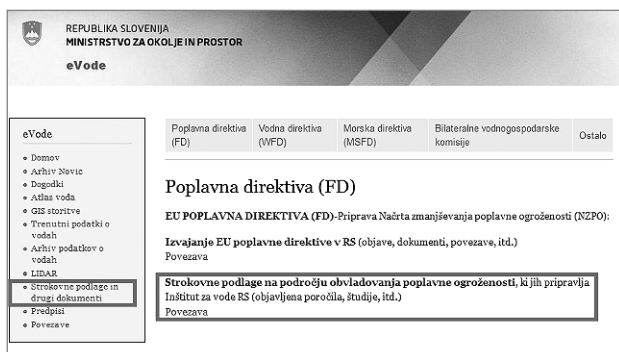 REPUBLIKA SLOVENIJA
MINISTRSTVO ZA OKOLJE IN PROSTOR
eVode
eVode
Domov
Arhiv Novic
Dogodki
Atlas voda
GIS storitve
Trenutni podatki o
vodah
Arhiv podatkov o
vodah
LIDAR
Strokovne podlage in
drugi dokumenti
Predpisi
Povezave
Poplavna direktiva
(FD)
Vodna direktiva
(WFD)
Morska direktiva
(MSFD)
Bilateralne vodnogospodarske
komisije
Ostalo
Poplavna direktiva (FD)
EU POPLAVNA DIREKTIVA (FD)-Priprava Načrta zmanjševanja poplavne ogroženosti (NZPO):
Izvajanje EU poplavne direktive v RS (objave, dokumenti, povezave, itd.)
Povezava
Strokovne podlage na področju obvladovanja poplavne ogroženosti, ki jih pripravlja
Inštitut za vode RS (objavljena poročila, študije, itd.)
Povezava